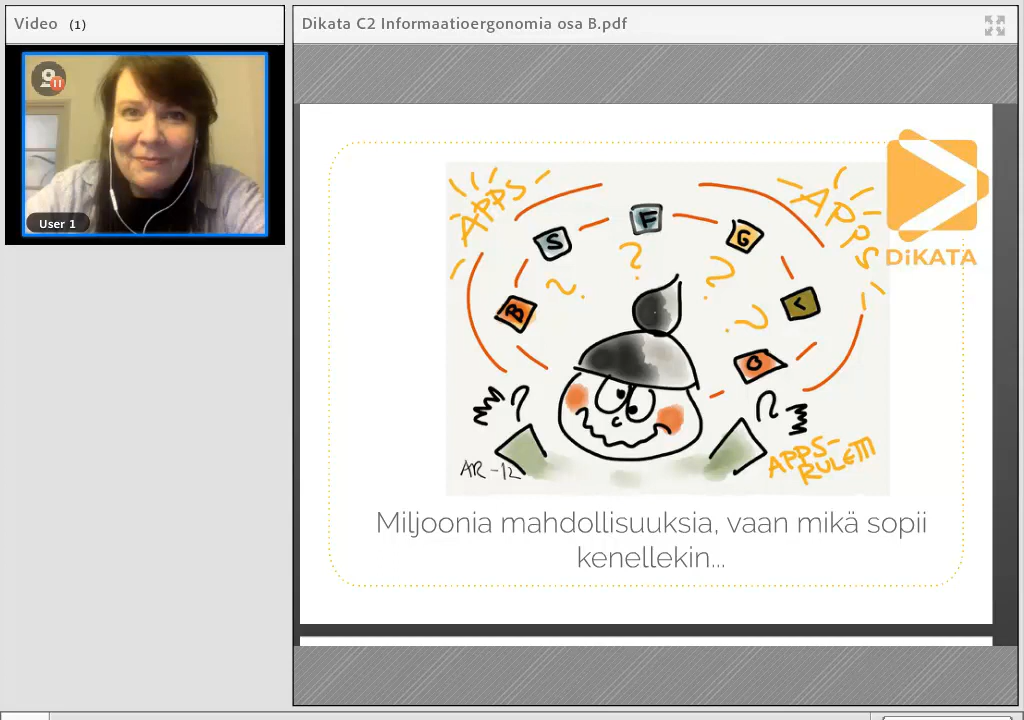 Video (1)
User 1
Dikata C2 Informaatioergonomia osa B.pdf
APPS
APPS
DiKATA
S
F
G
B
O
?
?
?
?
?
?
AR -12
APPS-
RULETTI
Miljoonia mahdollisuuksia, vaan mikä sopii
kenellekin...